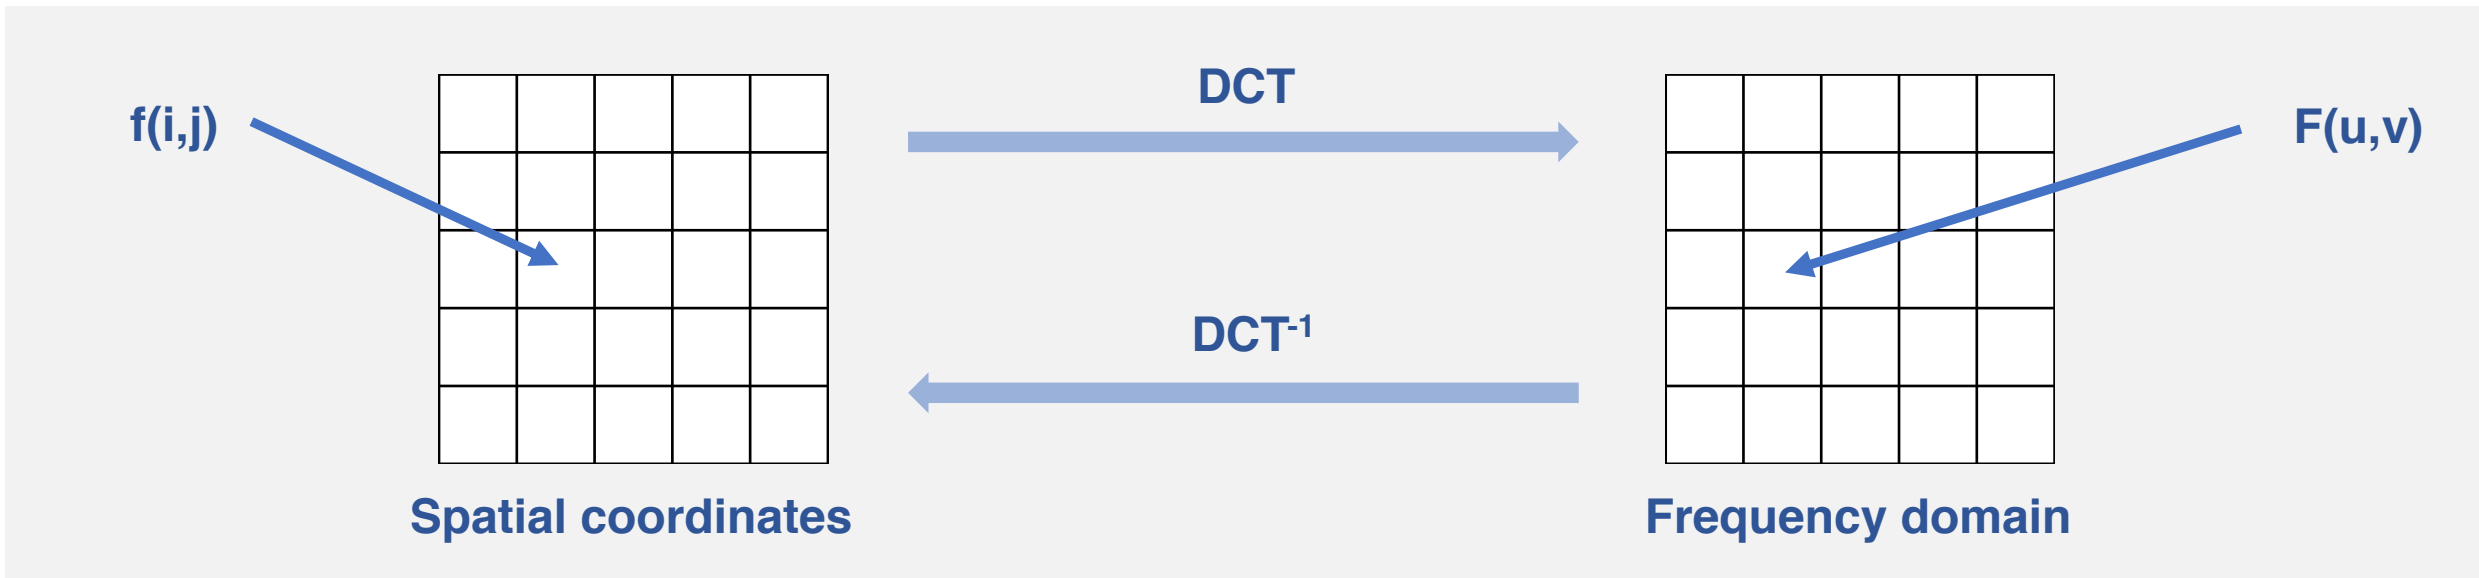 DCT
f(i,j)
F(u,v)
DCT⁻¹
Spatial coordinates
Frequency domain